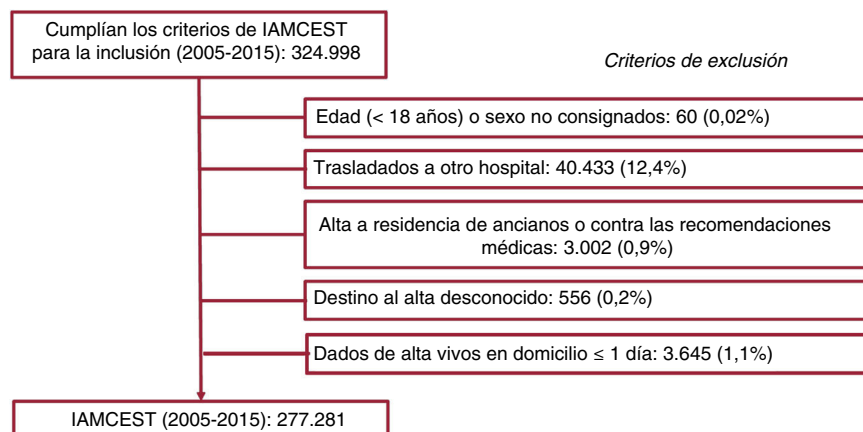 Cumplían los criterios de IAMCEST
para la inclusión (2005-2015): 324.998
Criterios de exclusión
Edad (< 18 años) o sexo no consignados: 60 (0,02%)
Trasladados a otro hospital: 40.433 (12,4%)
Alta a residencia de ancianos o contra las recomendaciones
médicas: 3.002 (0,9%)
Destino al alta desconocido: 556 (0,2%)
Dados de alta vivos en domicilio ≤ 1 día: 3.645 (1,1%)
IAMCEST (2005-2015): 277.281